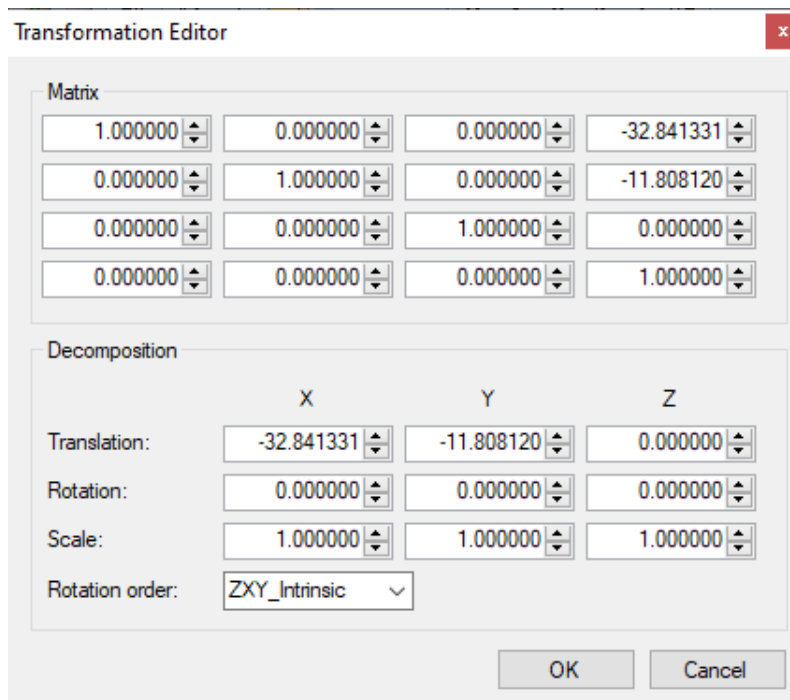 Transformation Editor x
Matrix
1.000000 0.000000 0.000000 -32.841331
0.000000 1.000000 0.000000 -11.808120
0.000000 0.000000 1.000000 0.000000
0.000000 0.000000 0.000000 1.000000
Decomposition
X Y Z
Translation: -32.841331 -11.808120 0.000000
Rotation: 0.000000 0.000000 0.000000
Scale: 1.000000 1.000000 1.000000
Rotation order: ZXY_Intrinsic
OK Cancel